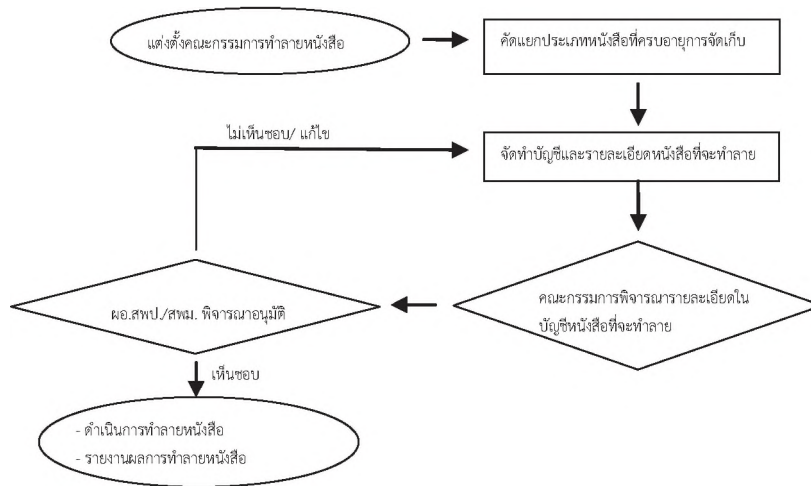 แต่งตั้งคณะกรรมการทำลายหนังสือ
คัดแยกประเภทหนังสือที่ครบอายุการจัดเก็บ
ไม่เห็นชอบ/ แก้ไข
จัดทำบัญชีและรายละเอียดหนังสือที่จะทำลาย
คณะกรรมการพิจารณารายละเอียดใน
บัญชีหนังสือที่จะทำลาย
ผอ.สพป./สพม. พิจารณาอนุมัติ
เห็นชอบ
- ดำเนินการทำลายหนังสือ
- รายงานผลการทำลายหนังสือ